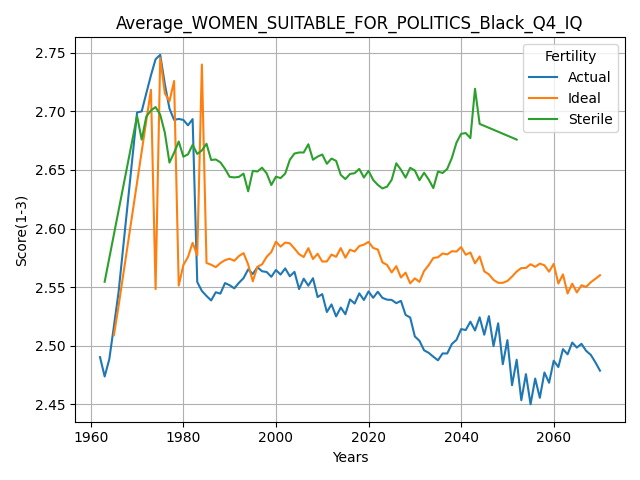 Average_WOMEN_SUITABLE_FOR_POLITICS_Black_Q4_IQ
Fertility
Actual
Ideal
Sterile
Score(1-3)
2.75
2.70
2.65
2.60
2.55
2.50
2.45
1960
1980
2000
2020
2040
2060
Years